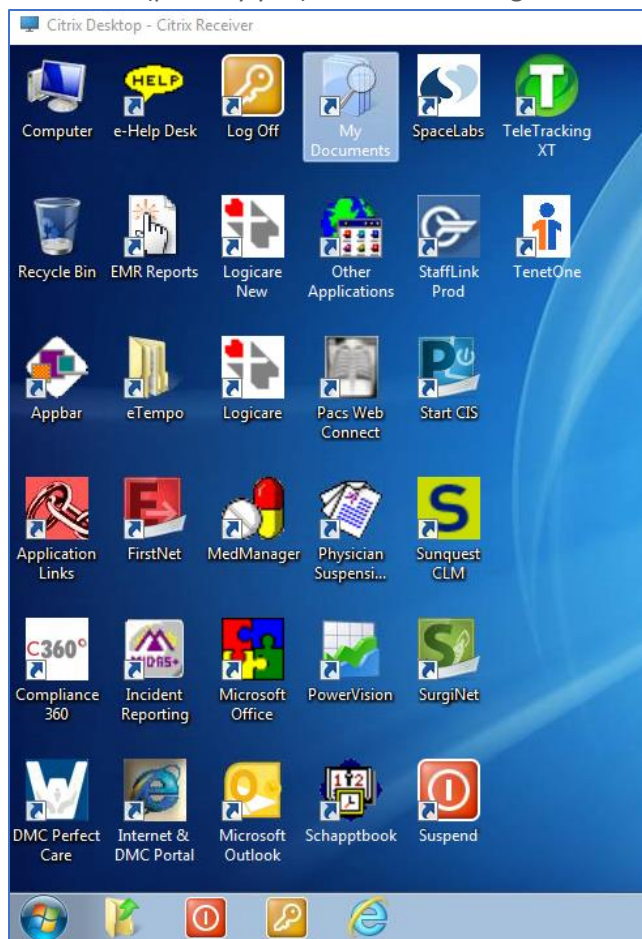 Citrix Desktop - Citrix Receiver
HELP
T
Computer
e-Help Desk
Log Off
My
Documents
SpaceLabs
TeleTracking
XT
Recycle Bin
EMR Reports
Logicare
New
Other
Applications
StaffLink
Prod
TenetOne
P
Appbar
eTempo
Logicare
Pacs Web
Connect
Start CIS
F
S
Application
Links
FirstNet
MedManager
Physician
Suspensi...
Sunquest
CLM
C360°
MIDAS+
S
Compliance
360
Incident
Reporting
Microsoft
Office
PowerVision
SurgiNet
W
e
O
1 12
DMC Perfect
Care
Internet &
DMC Portal
Microsoft
Outlook
Schapptbook
Suspend